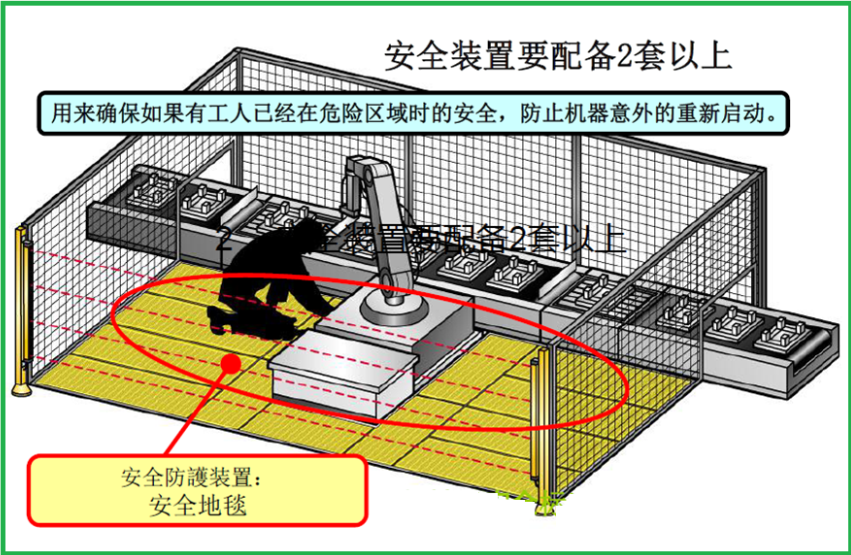 安全装置要配备2套以上
用来确保如果有工人已经在危险区域时的安全，防止机器意外的重新启动。
2 全装置要配备2套以上
安全防護装置：
安全地毯